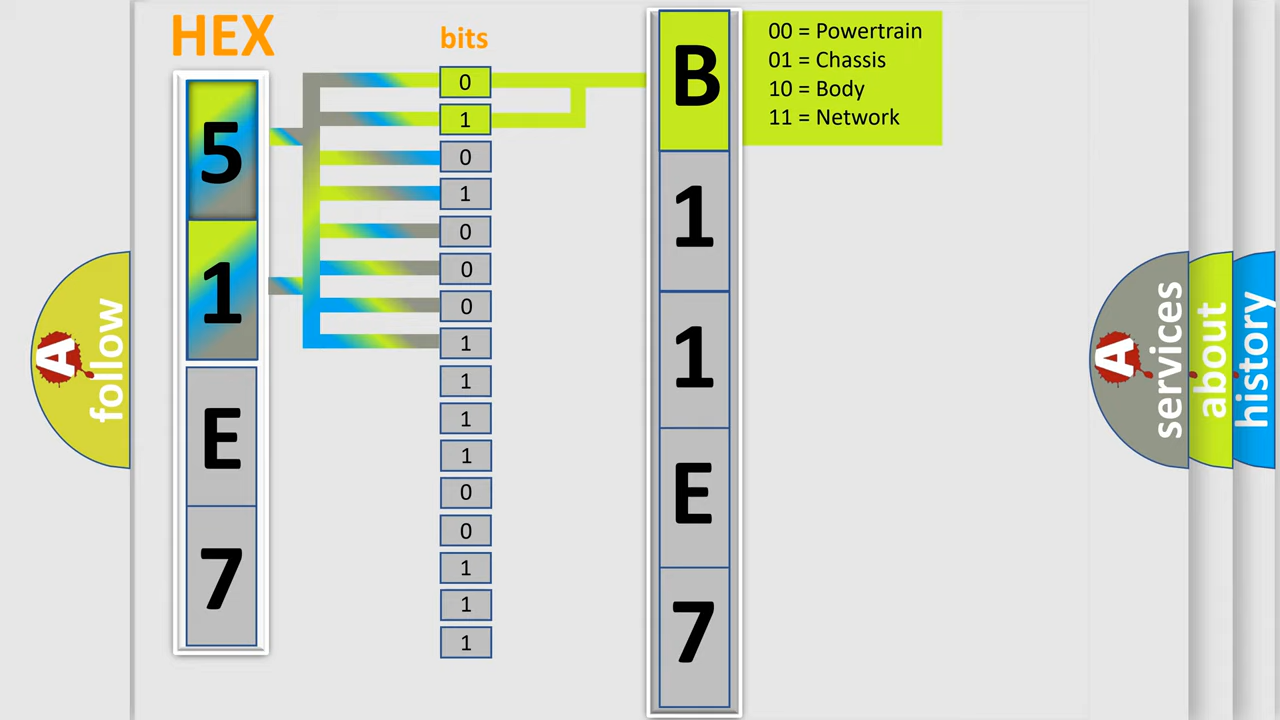 HEX
bits
5
1
E
7
0
1
0
1
0
0
0
1
1
1
1
0
0
1
1
1
B
1
1
E
7
00 = Powertrain
01 = Chassis
10 = Body
11 = Network
A follow
A services
about
history